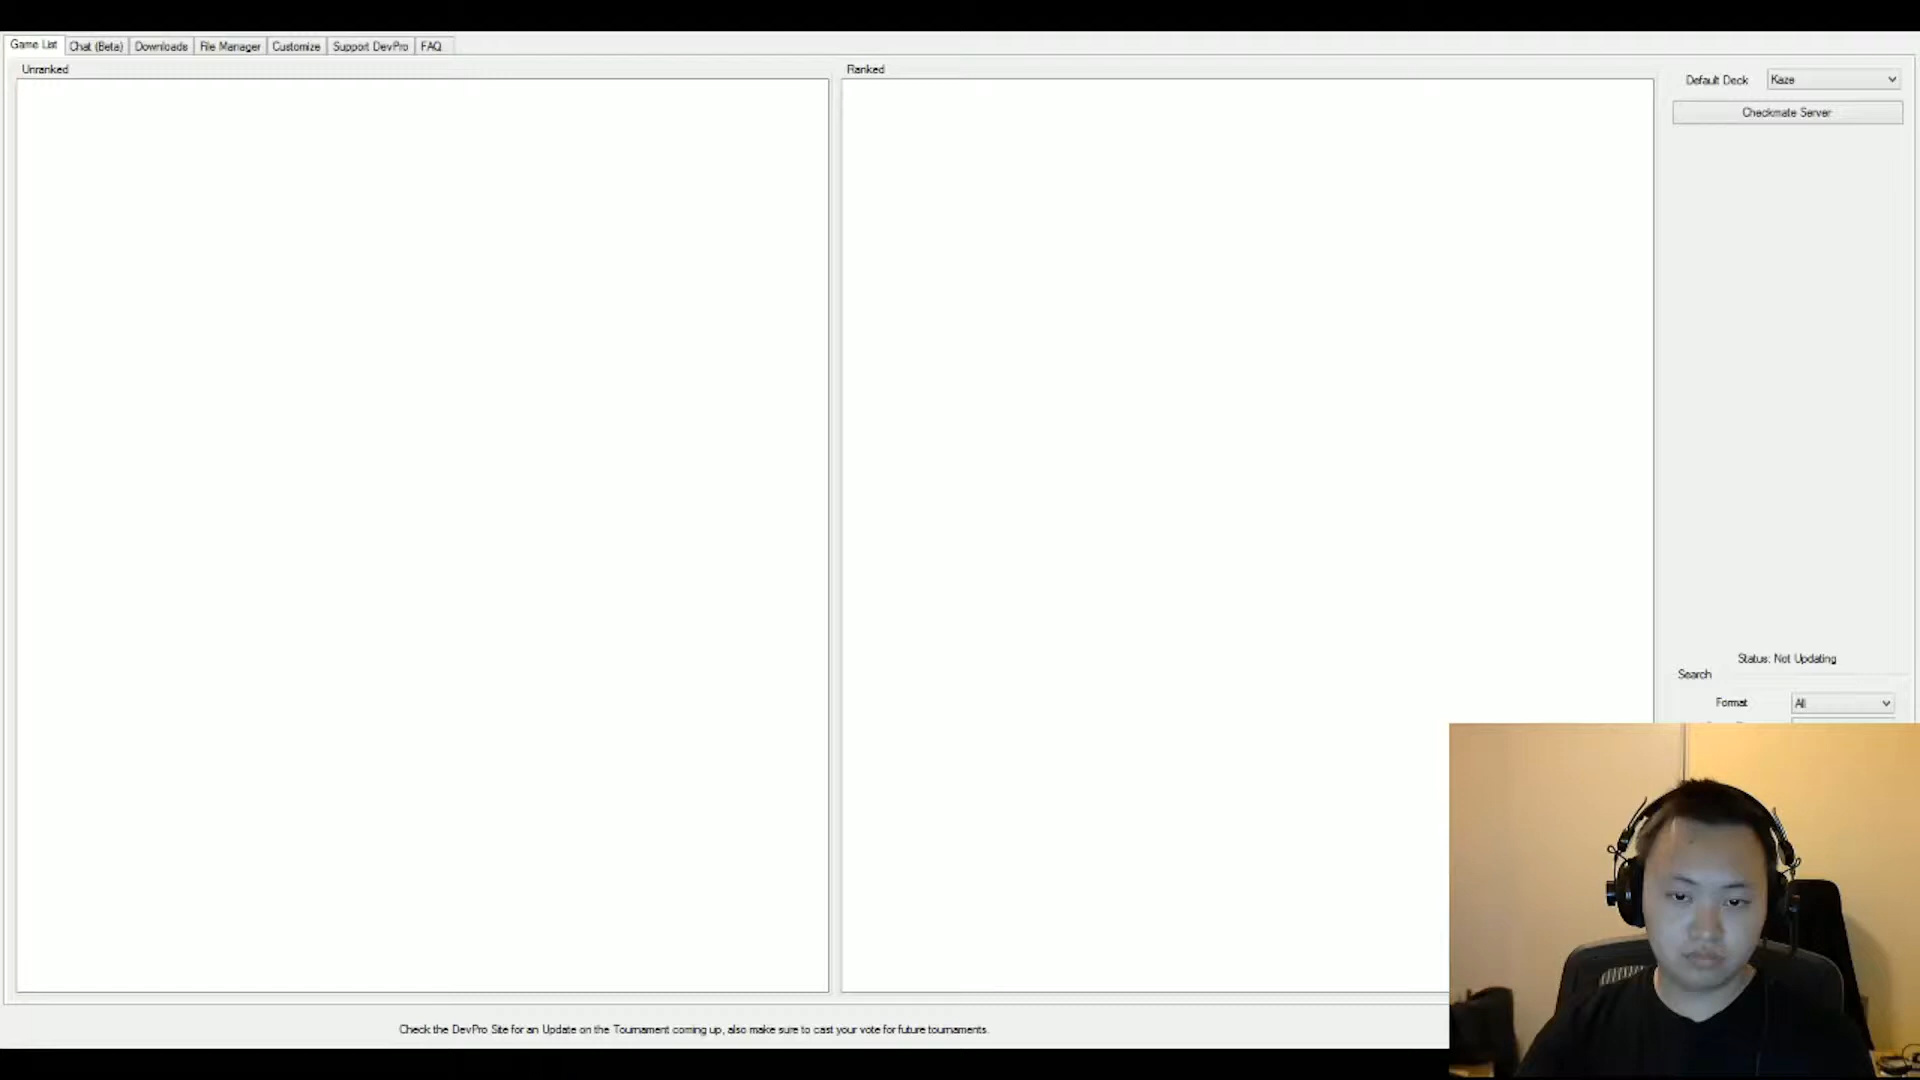 Game List Chat (Beta) Downloads File Manager Customize Support DevPro FAQ
Unranked
Ranked
Default Deck Kaze
Checkmate Server
Status: Not Updating
Search
Format All
Check the DevPro Site for an Update on the Tournament coming up, also make sure to cast your vote for future tournaments.